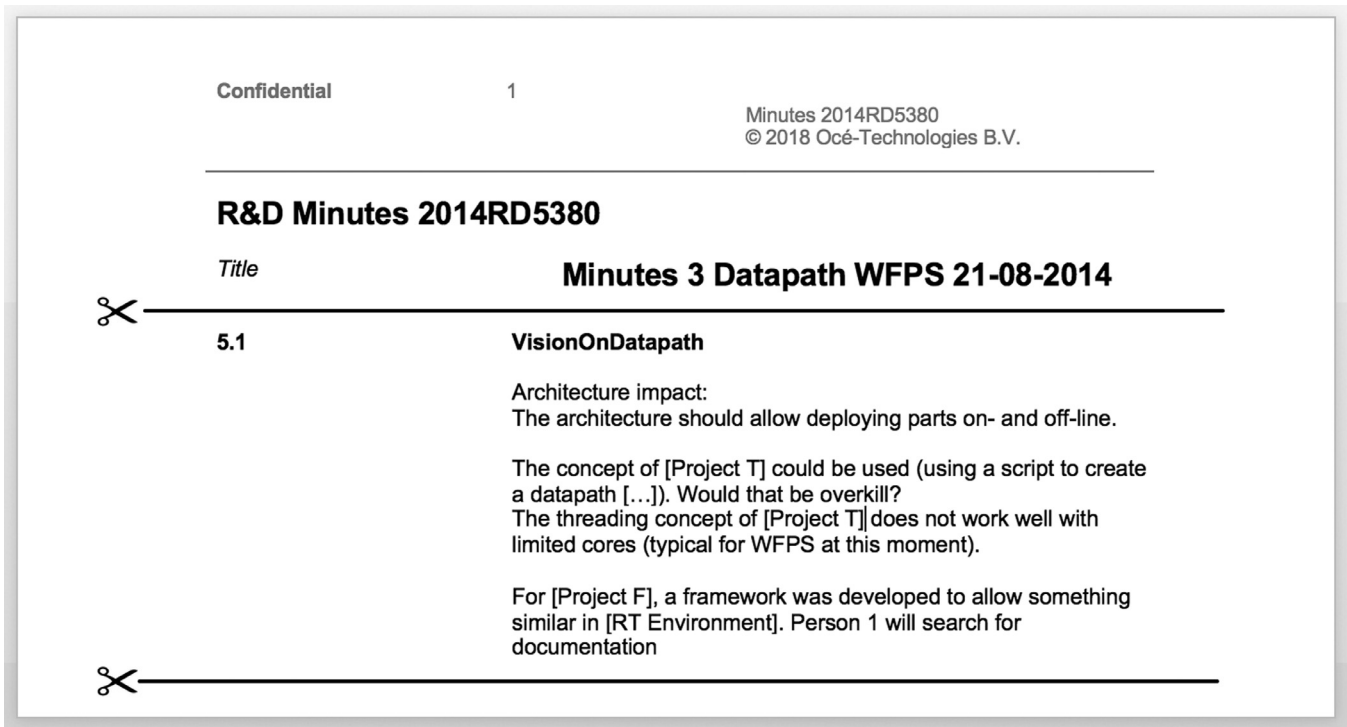 Confidential 1
Minutes 2014RD5380
© 2018 Océ-Technologies B.V.
R&D Minutes 2014RD5380
Title Minutes 3 Datapath WFPS 21-08-2014
5.1 VisionOnDatapath
Architecture impact:
The architecture should allow deploying parts on- and off-line.
The concept of [Project T] could be used (using a script to create
a datapath [...]). Would that be overkill?
The threading concept of [Project T] does not work well with
limited cores (typical for WFPS at this moment).
For [Project F], a framework was developed to allow something
similar in [RT Environment]. Person 1 will search for
documentation